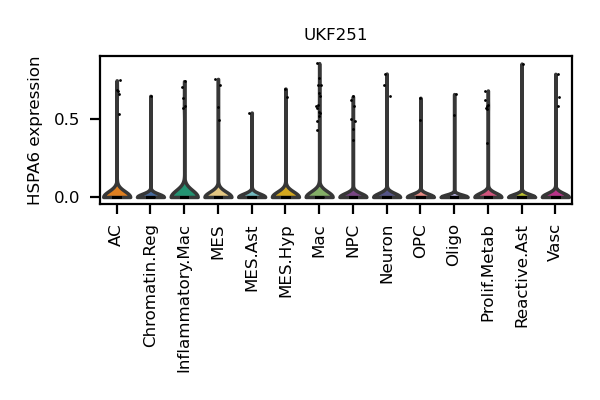 UKF251
HSPA6 expression
0.5
0.0
AC
Chromatin.Reg
Inflammatory.Mac
MES
MES.Ast
MES.Hyp
Mac
NPC
Neuron
OPC
Oligo
Prolif.Metab
Reactive.Ast
Vasc